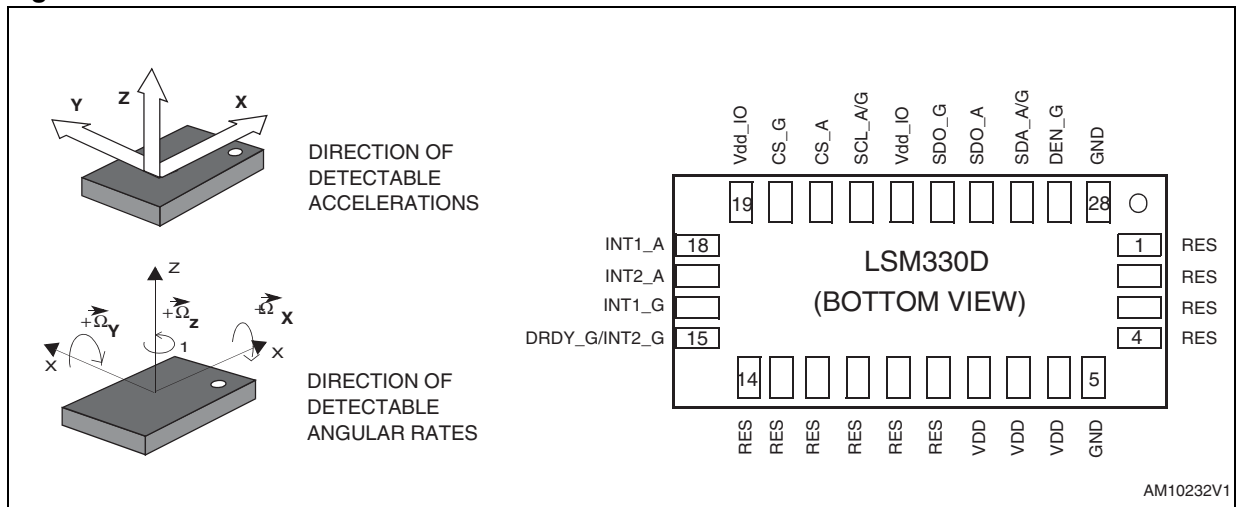 Y
Z
X
DIRECTION OF
DETECTABLE
ACCELERATIONS
Z
+Ω Y
+Ω z
+Ω X
X
1
X
DIRECTION OF
DETECTABLE
ANGULAR RATES
Vdd_IO
CS_G
CS_A
SCL_A/G
Vdd_IO
SDO_G
SDO_A
SDA_A/G
DEN_G
GND
19
28
INT1_A
18
1
RES
INT2_A
RES
INT1_G
RES
DRDY_G/INT2_G
15
4
RES
LSM330D
(BOTTOM VIEW)
14
5
RES
RES
RES
RES
RES
RES
VDD
VDD
VDD
GND
AM10232V1